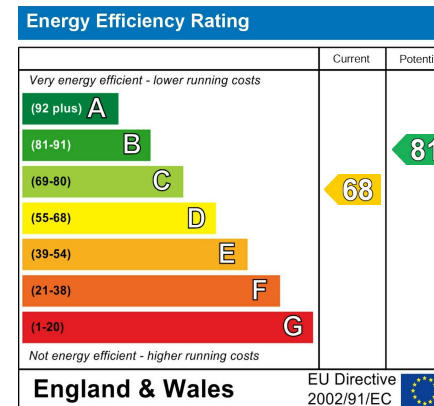 Energy Efficiency Rating
Current Potenti
Very energy efficient - lower running costs
(92 plus) A
(81-91) B
81
(69-80) C
68
(55-68) D
(39-54) E
(21-38) F
(1-20) G
Not energy efficient - higher running costs
England & Wales
EU Directive
2002/91/EC